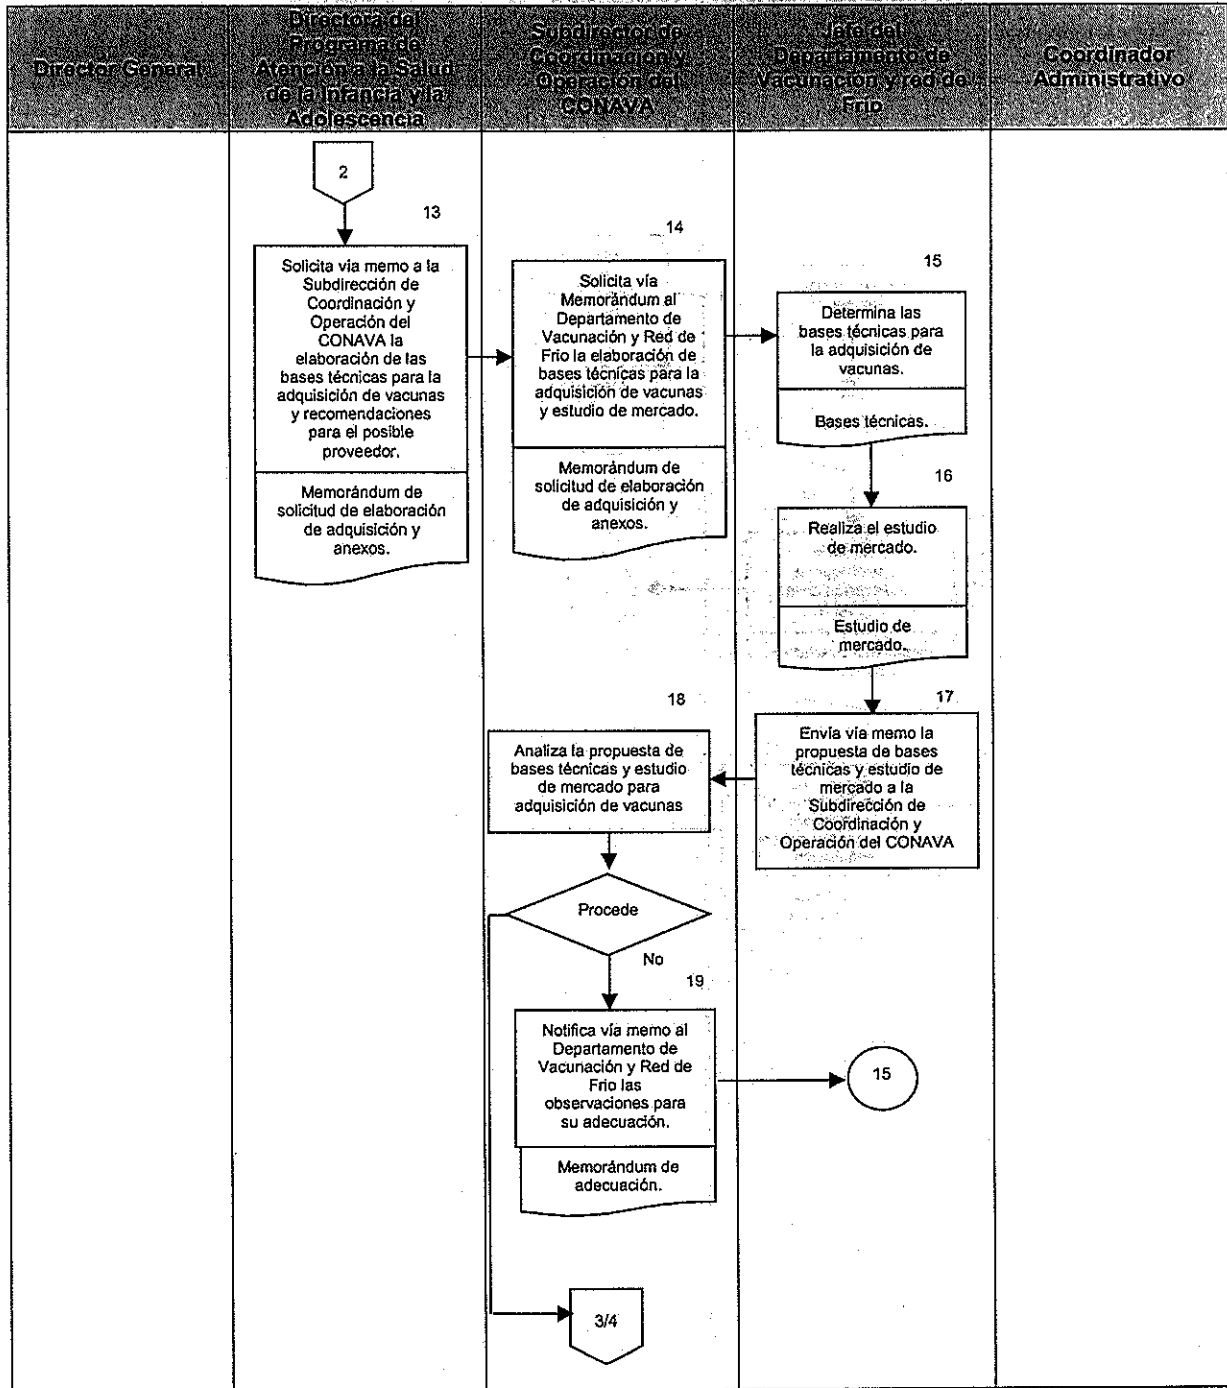 Director General
Directora del
Programa de
Atención a la Salud
de la Infancia y la
Adolescencia
Subdirector de
Coordinación y
Operación del
CONAVA
Jefe del
Departamento de
Vacunación y red de
Frío
Coordinador
Administrativo
2
13
Solicita vía memo a la
Subdirección de
Coordinación y
Operación del
CONAVA la
elaboración de las
bases técnicas para la
adquisición de vacunas
y recomendaciones
para el posible
proveedor.
Memorándum de
solicitud de elaboración
de adquisición y
anexos.
14
Solicita vía
Memorándum al
Departamento de
Vacunación y Red de
Frio la elaboración de
bases técnicas para la
adquisición de vacunas
y estudio de mercado.
Memorándum de
solicitud de elaboración
de adquisición y
anexos.
15
Determina las
bases técnicas para
la adquisición de
vacunas.
Bases técnicas.
16
Realiza el estudio
de mercado.
Estudio de
mercado.
17
Envía vía memo la
propuesta de bases
técnicas y estudio de
mercado a la
Subdirección de
Coordinación y
Operación del CONAVA
18
Analiza la propuesta de
bases técnicas y estudio
de mercado para
adquisición de vacunas
Procede
No
19
Notifica vía memo al
Departamento de
Vacunación y Red de
Frio las
observaciones para
su adecuación.
Memorándum de
adecuación.
15
3/4